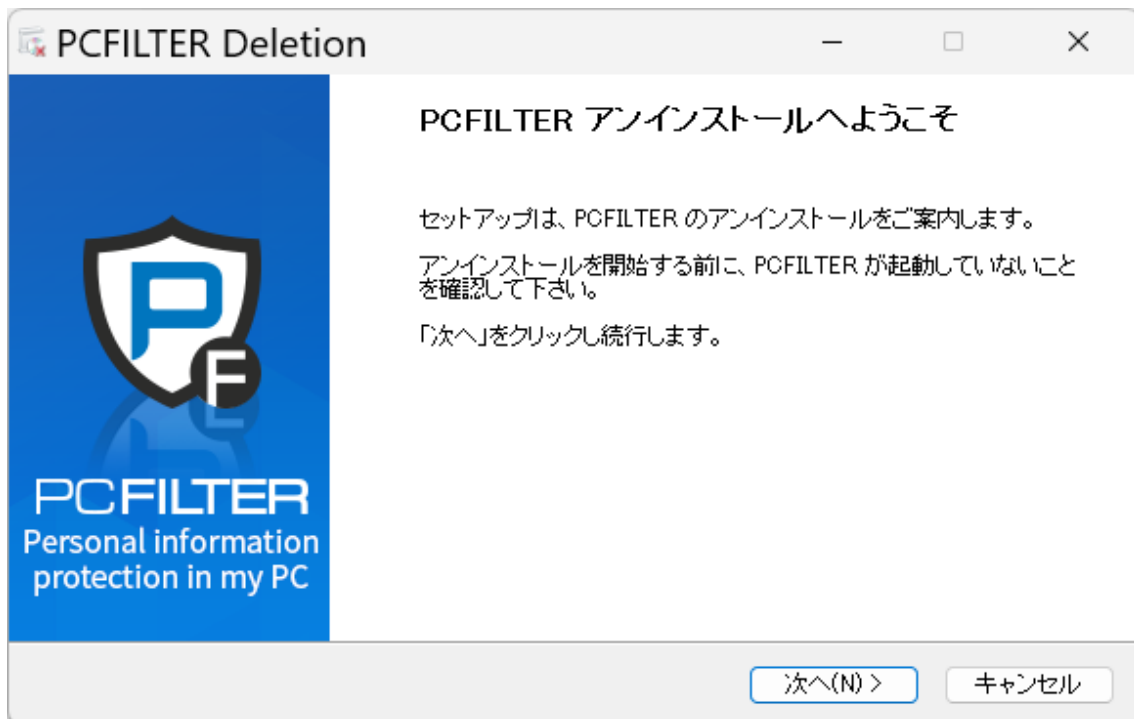 PCFILTER Deletion
PCFILTER アンインストールへようこそ
セットアップは、PCFILTER のアンインストールをご案内します。
アンインストールを開始する前に、PCFILTER が起動していないこと
を確認して下さい。
「次へ」をクリックし続行します。
P
F
PCFILTER
Personal information
protection in my PC
次へ(N) >
キャンセル